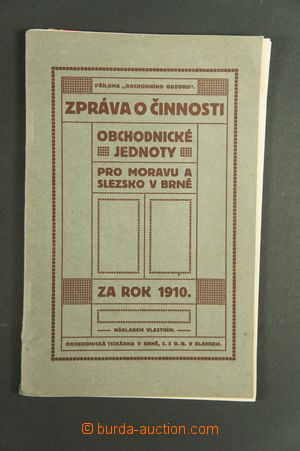 PŘÍLOHA „OBCHODNÍHO OBZORU“.
ZPRÁVA O ČINNOSTI
OBCHODNICKÉ
JEDNOTY
PRO MORAVU A
SLEZSKO V BRNĚ
ZA ROK 1910.
NÁKLADEM VLASTNÍM.
OBCHODNICKÁ TISKÁRNA V BRNĚ, S. S O. R. V BLANSKU.
© burda-auction.com